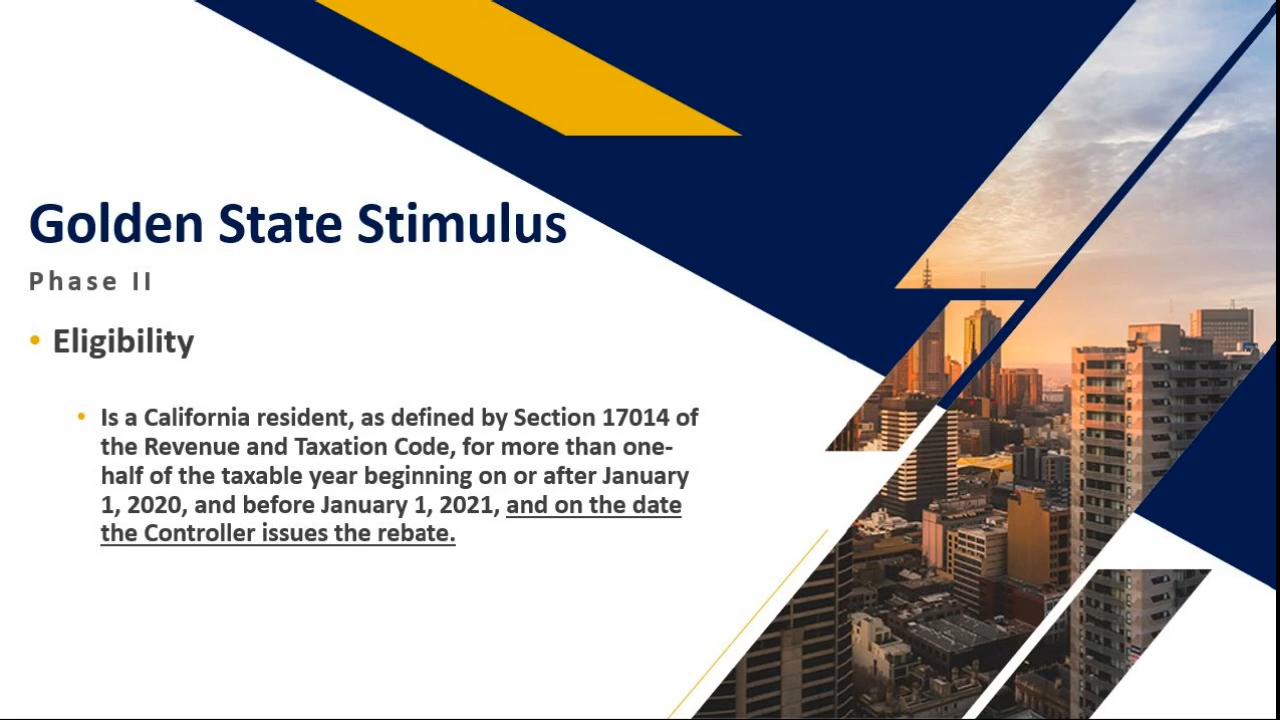 Golden State Stimulus
Phase II
• Eligibility
• Is a California resident, as defined by Section 17014 of
the Revenue and Taxation Code, for more than one-
half of the taxable year beginning on or after January
1, 2020, and before January 1, 2021, and on the date
the Controller issues the rebate.